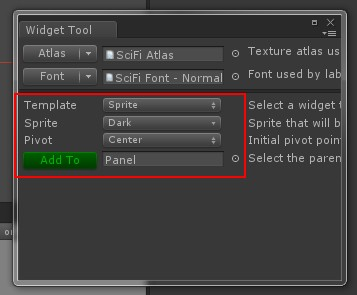 Widget Tool
Atlas SciFi Atlas Texture atlas us
Font SciFi Font - Normal Font used by lab
Template Sprite Select a widget t
Sprite Dark Sprite that will b
Pivot Center Initial pivot poin
Add To Panel Select the paren